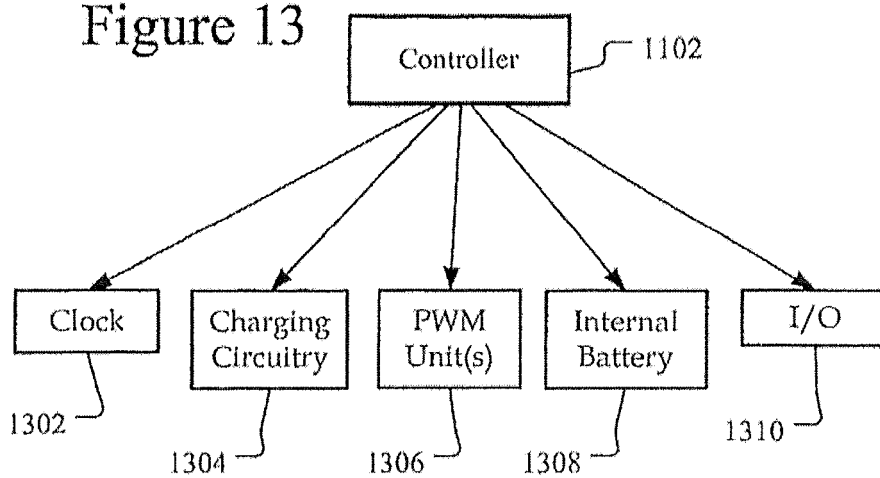 Figure 13
Controller
1102
Clock
Charging
Circuitry
PWM
Unit(s)
Internal
Battery
I/O
1302
1304
1306
1308
1310